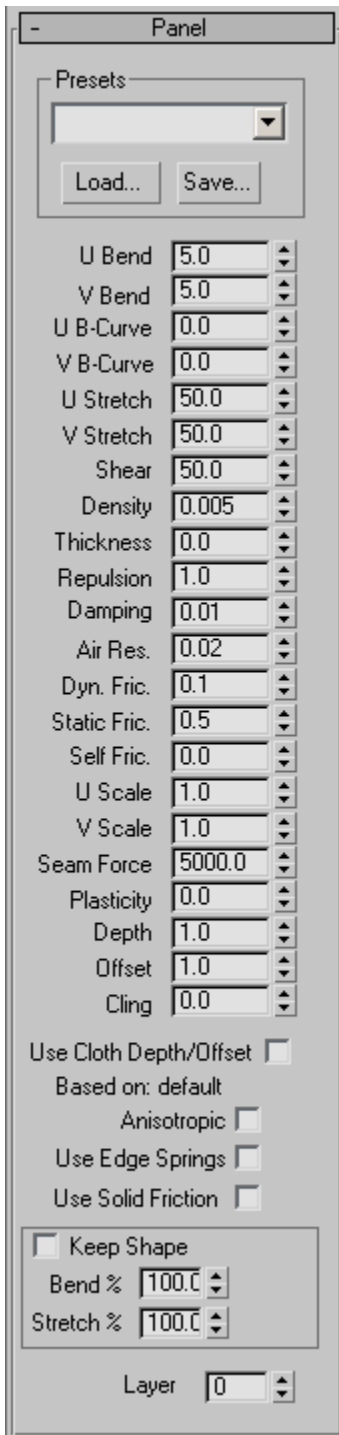 - Panel
Presets
Load... Save...
U Bend 5.0
V Bend 5.0
U B-Curve 0.0
V B-Curve 0.0
U Stretch 50.0
V Stretch 50.0
Shear 50.0
Density 0.005
Thickness 0.0
Repulsion 1.0
Damping 0.01
Air Res. 0.02
Dyn. Fric. 0.1
Static Fric. 0.5
Self Fric. 0.0
U Scale 1.0
V Scale 1.0
Seam Force 5000.0
Plasticity 0.0
Depth 1.0
Offset 1.0
Cling 0.0
Use Cloth Depth/Offset
Based on: default
Anisotropic
Use Edge Springs
Use Solid Friction
Keep Shape
Bend % 100.0
Stretch % 100.0
Layer 0